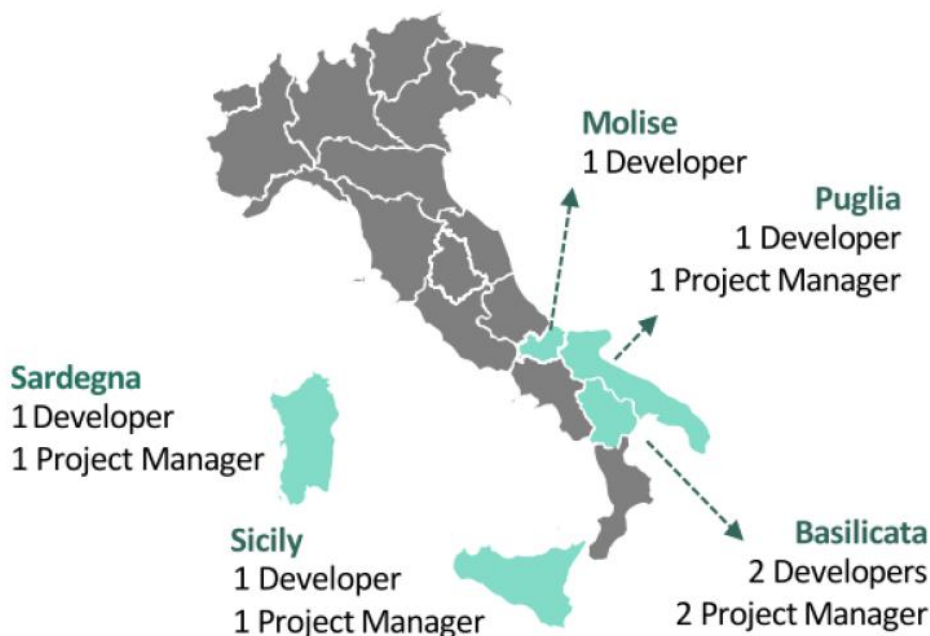 Molise
1 Developer
Puglia
1 Developer
1 Project Manager
Sardegna
1 Developer
1 Project Manager
Sicily
1 Developer
1 Project Manager
Basilicata
2 Developers
2 Project Manager